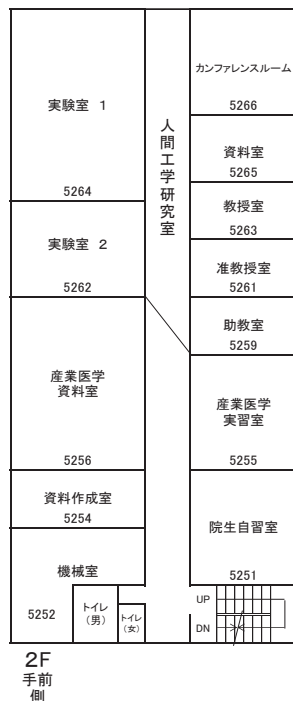 カンファレンスルーム
5266
実験室 1
5264
人間工学研究室
資料室
5265
教授室
5263
実験室 2
5262
准教授室
5261
助教室
5259
産業医学
資料室
5256
産業医学
実習室
5255
資料作成室
5254
院生自習室
5251
機械室
5252
トイレ
(男)
トイレ
(女)
UP
DN
2F
手前
側